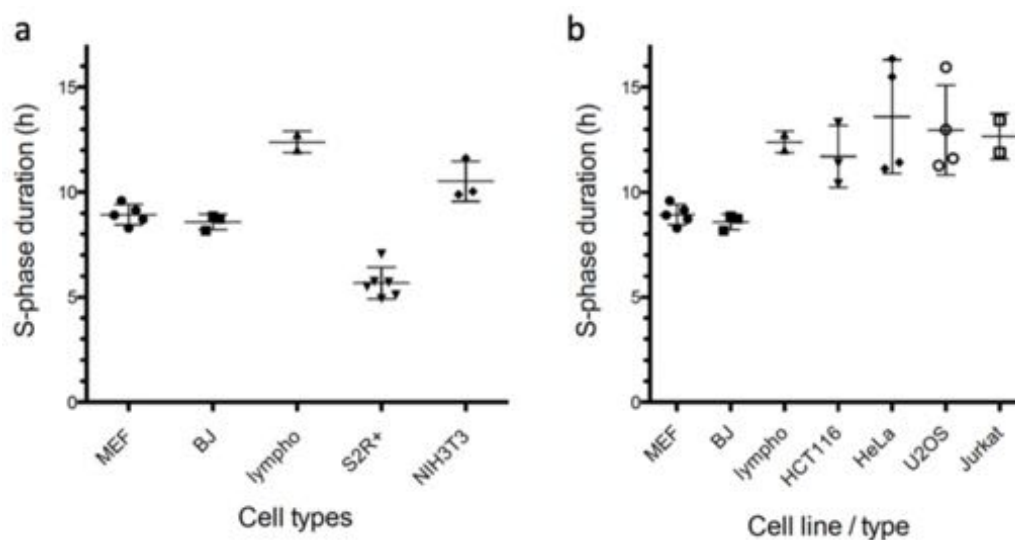 a
S-phase duration (h)
15
10
5
0
MEF
BJ
lympho
S2R+
NIH3T3
Cell types
b
S-phase duration (h)
15
10
5
0
MEF
BJ
lympho
HCT116
HeLa
U2OS
Jurkat
Cell line / type